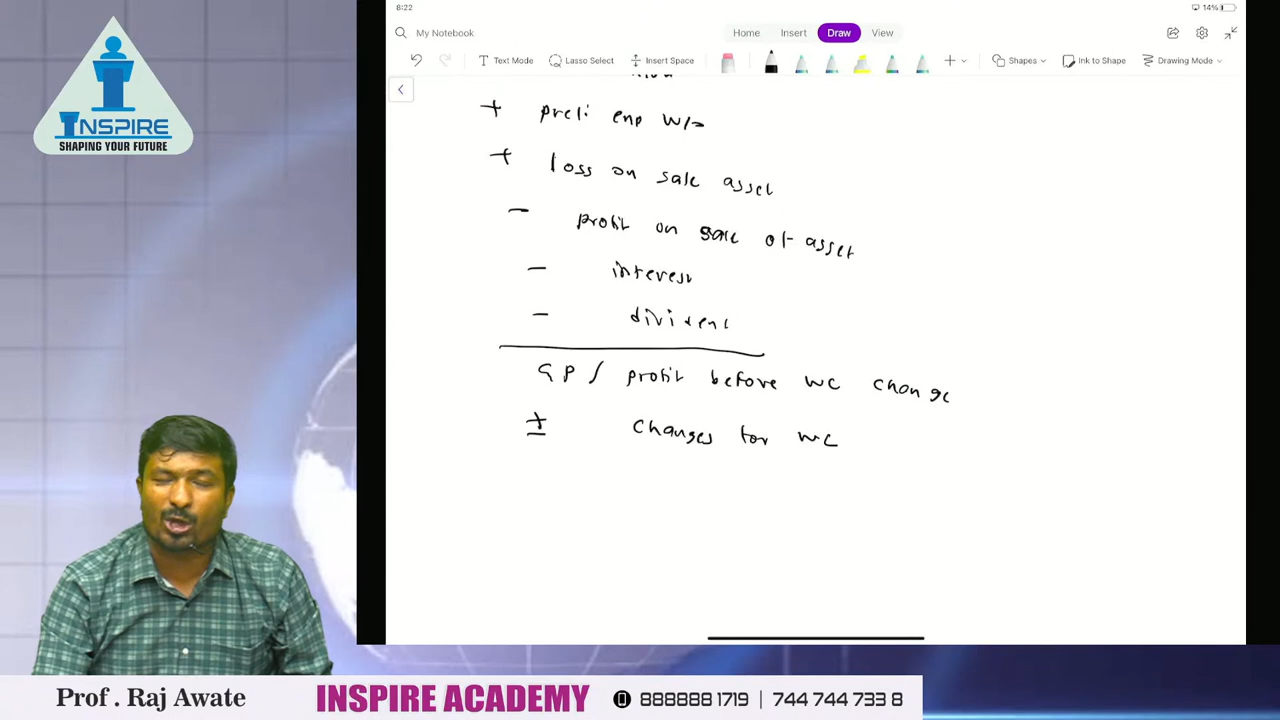 8:22
14%
My Notebook
Home Insert Draw View
Text Mode Lasso Select Insert Space Shapes Ink to Shape Drawing Mode
INSPIRE
SHAPING YOUR FUTURE
+ preli exp w/o
+ loss on sale asset
- profit on sale of asset
- interest
- dividend
GP / profit before wc change
± changes for wc
Prof . Raj Awate INSPIRE ACADEMY 888888 1719 | 744 744 733 8